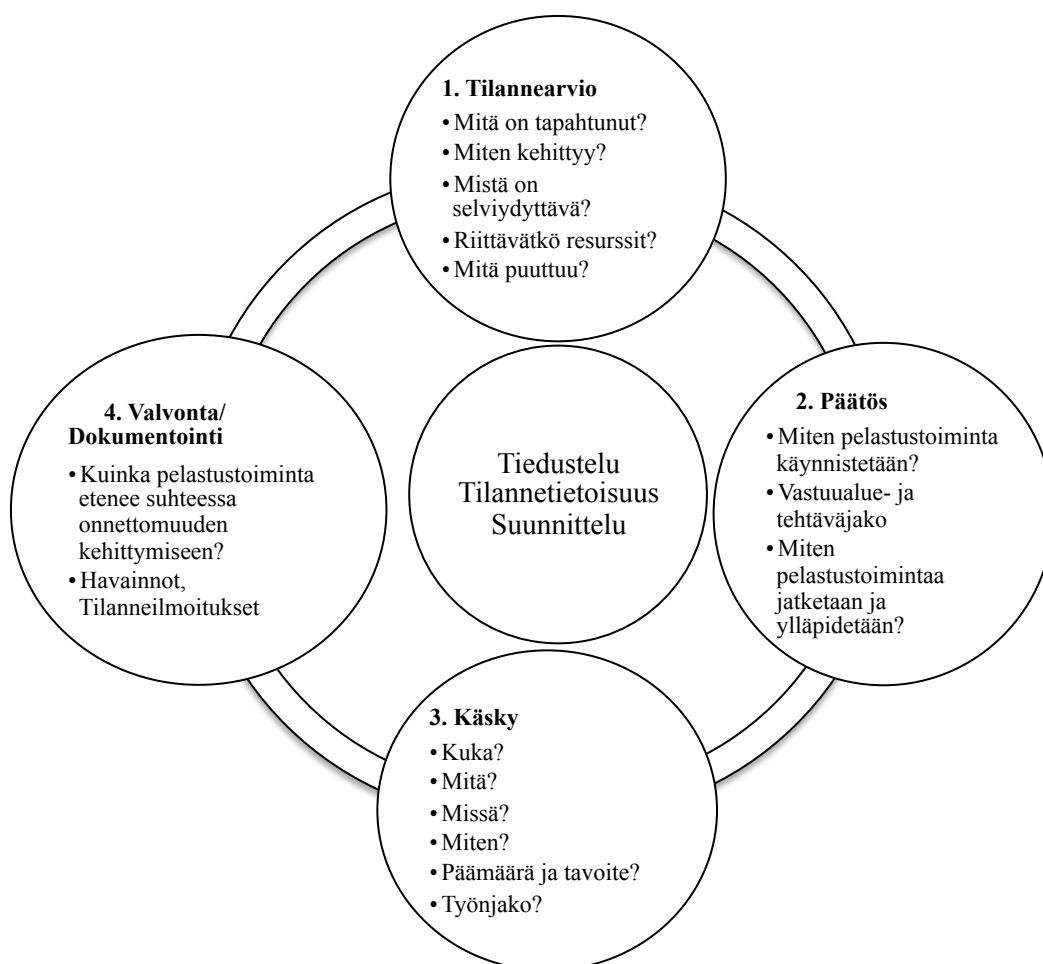 1. Tilannearvio
• Mitä on tapahtunut?
• Miten kehittyy?
• Mistä on
selviydyttävä?
• Riittävätkö resurssit?
• Mitä puuttuu?
2. Päätös
• Miten pelastustoiminta
käynnistetään?
• Vastuualue- ja
tehtäväjako
• Miten
pelastustoimintaa
jatketaan ja
ylläpidetään?
3. Käsky
• Kuka?
• Mitä?
• Missä?
• Miten?
• Päämäärä ja tavoite?
• Työnjako?
4. Valvonta/
Dokumentointi
• Kuinka pelastustoiminta
etenee suhteessa
onnettomuuden
kehittymiseen?
• Havainnot,
Tilanneilmoitukset
Tiedustelu
Tilannetietoisuus
Suunnittelu